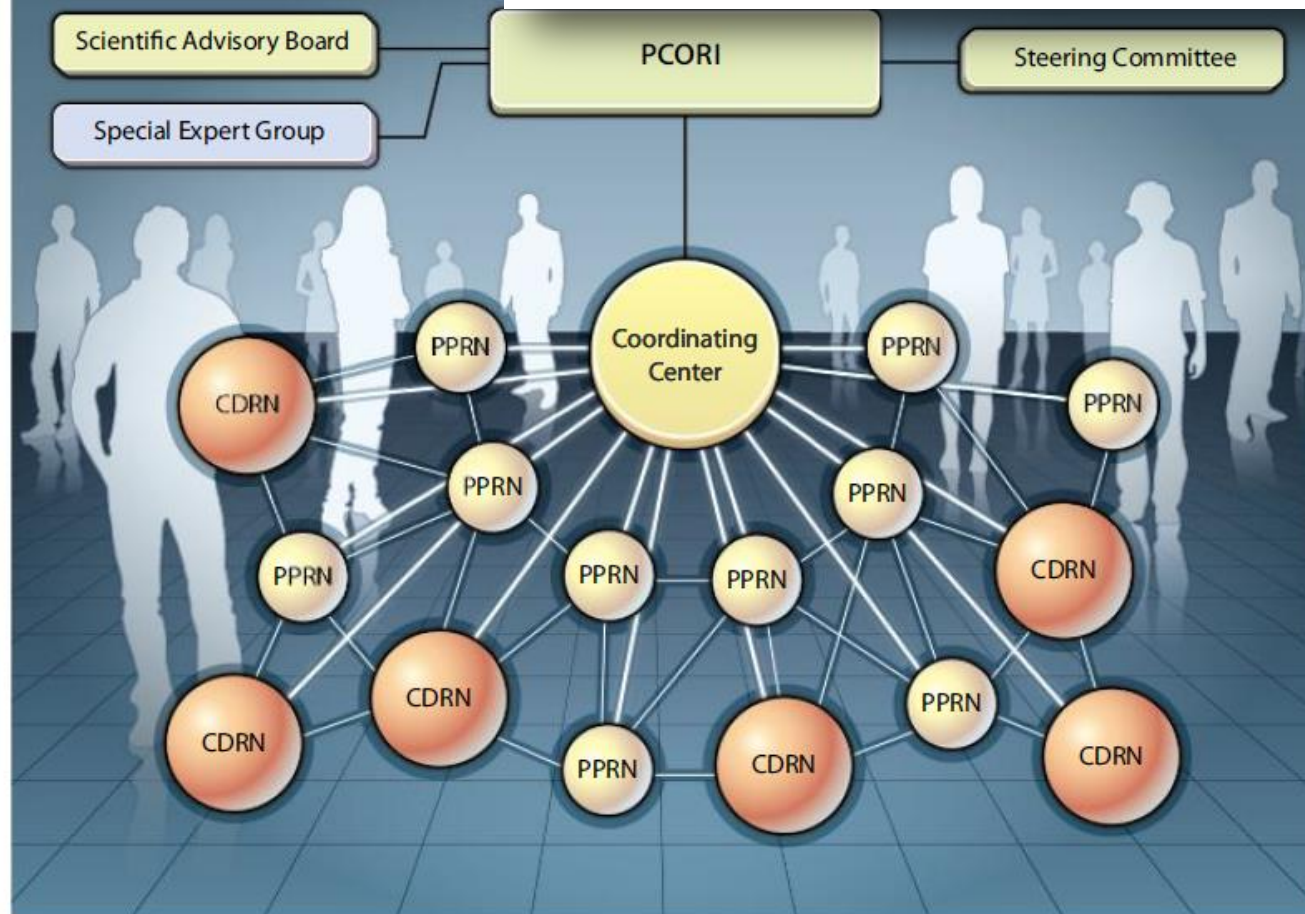 Scientific Advisory Board
PCORI
Steering Committee
Special Expert Group
Coordinating
Center
PPRN
PPRN
CDRN
PPRN
PPRN
PPRN
PPRN
PPRN
PPRN
CDRN
CDRN
PPRN
CDRN
PPRN
CDRN
CDRN